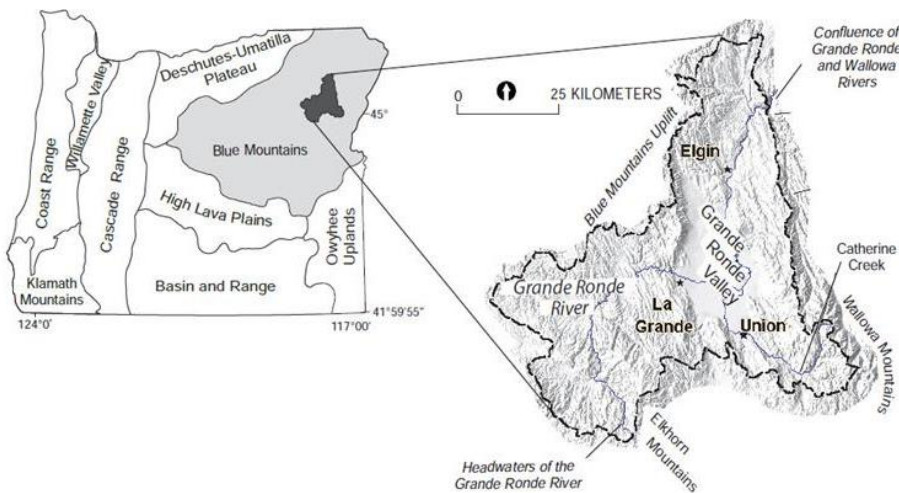 Deschutes-Umatilla
Plateau
Willamette Valley
Coast Range
Cascade Range
Blue Mountains
45°
High Lava Plains
Owyhee
Uplands
Klamath
Mountains
Basin and Range
124°0'
41°59'55"
117°00'
0
25 KILOMETERS
Confluence of
Grande Ronde
and Wallowa
Rivers
Blue Mountains Uplift
Elgin
Grande
Ronde
Valley
Catherine
Creek
Grande Ronde
River
La
Grande
Union
Wallowa Mountains
Elkhorn
Mountains
Headwaters of the
Grande Ronde River